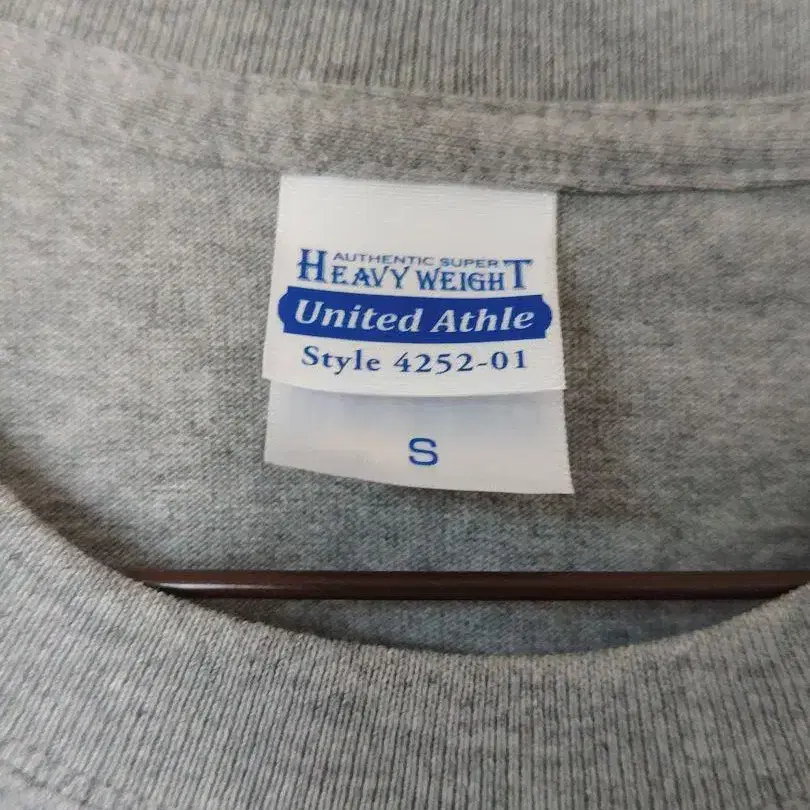 AUTHENTIC SUPER
HEAVY WEIGHT
United Athle
Style 4252-01
S